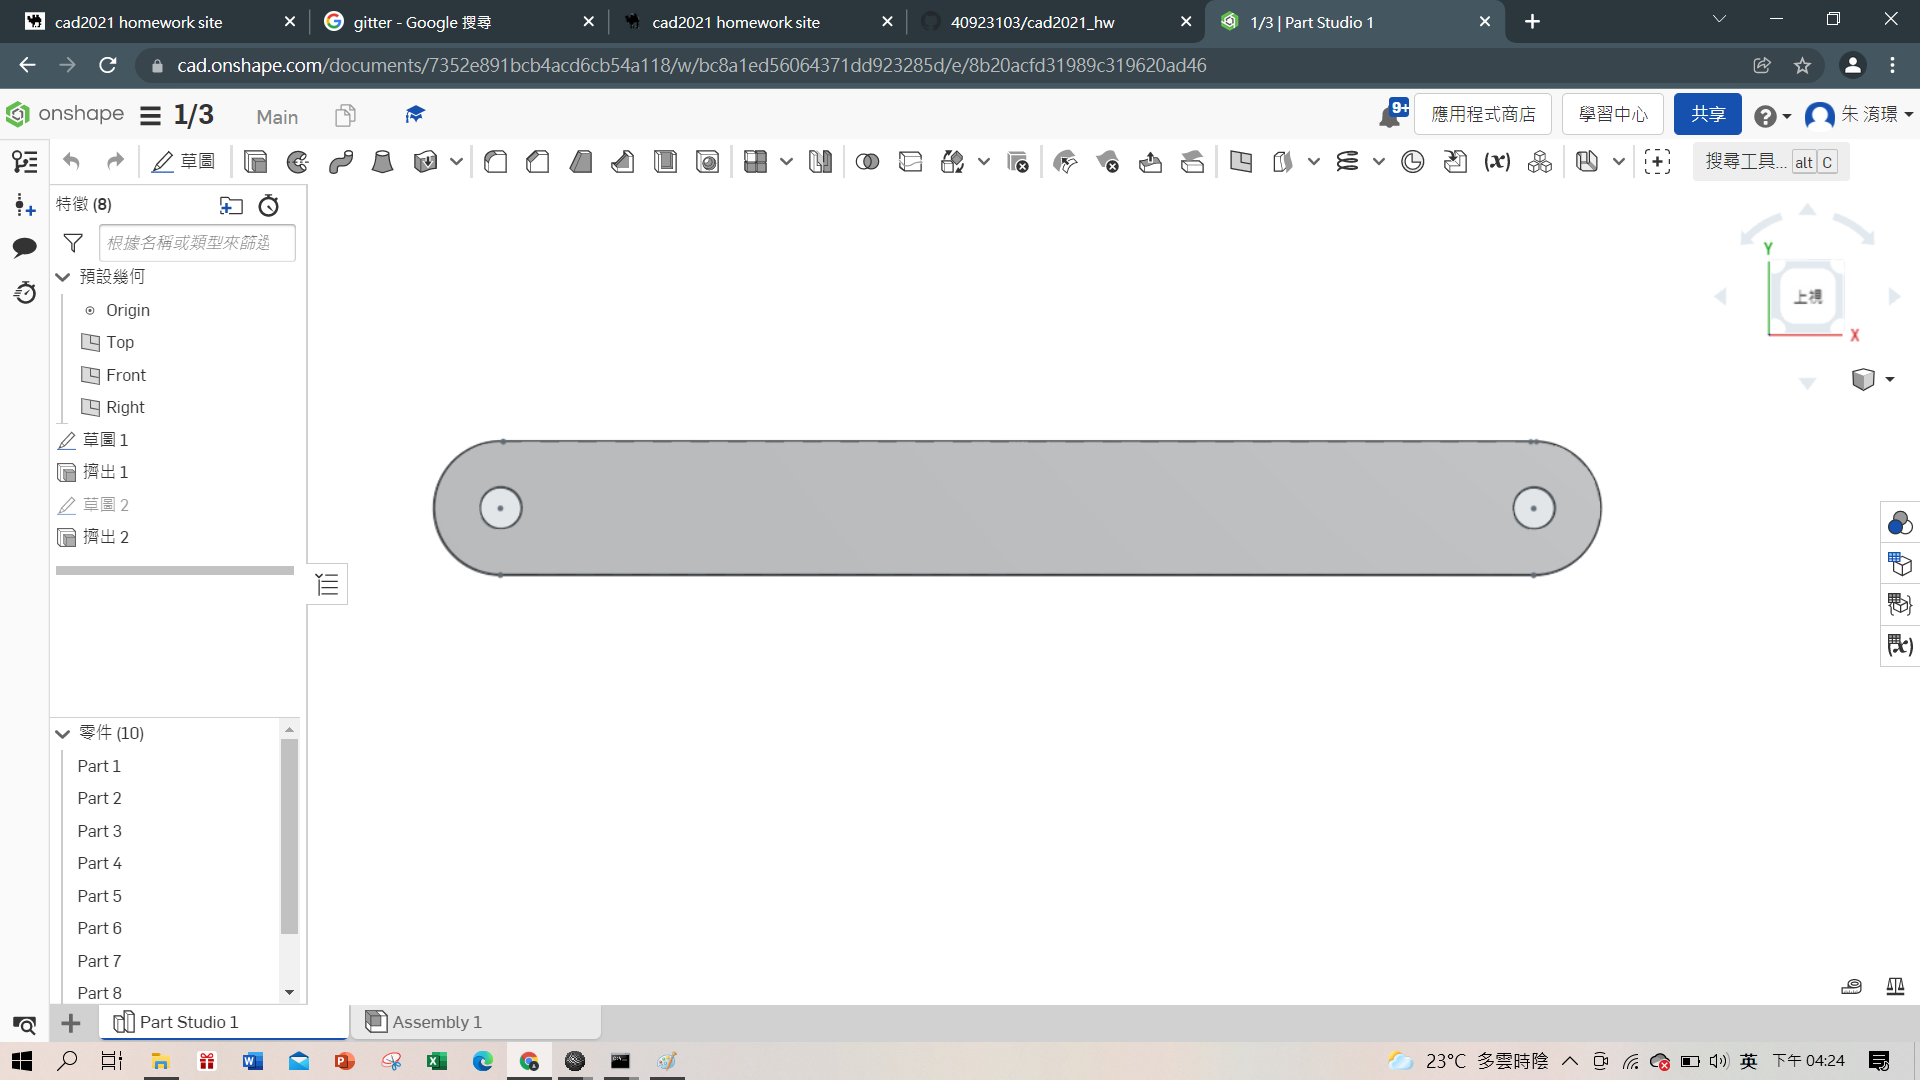 cad2021 homework site
gitter - Google 搜尋
cad2021 homework site
40923103/cad2021_hw
1/3 | Part Studio 1
cad.onshape.com/documents/7352e891bcb4acd6cb54a118/w/bc8a1ed56064371dd923285d/e/8b20acfd31989c319620ad46
onshape
1/3
Main
9+
應用程式商店
學習中心
共享
朱 淯璟
草圖
(x)
搜尋工具... alt C
特徵 (8)
根據名稱或類型來篩選
預設幾何
Origin
Top
Front
Right
草圖 1
擠出 1
草圖 2
擠出 2
Y
上視
X
(x)
零件 (10)
Part 1
Part 2
Part 3
Part 4
Part 5
Part 6
Part 7
Part 8
Part Studio 1
Assembly 1
23°C 多雲時陰
英
下午 04:24